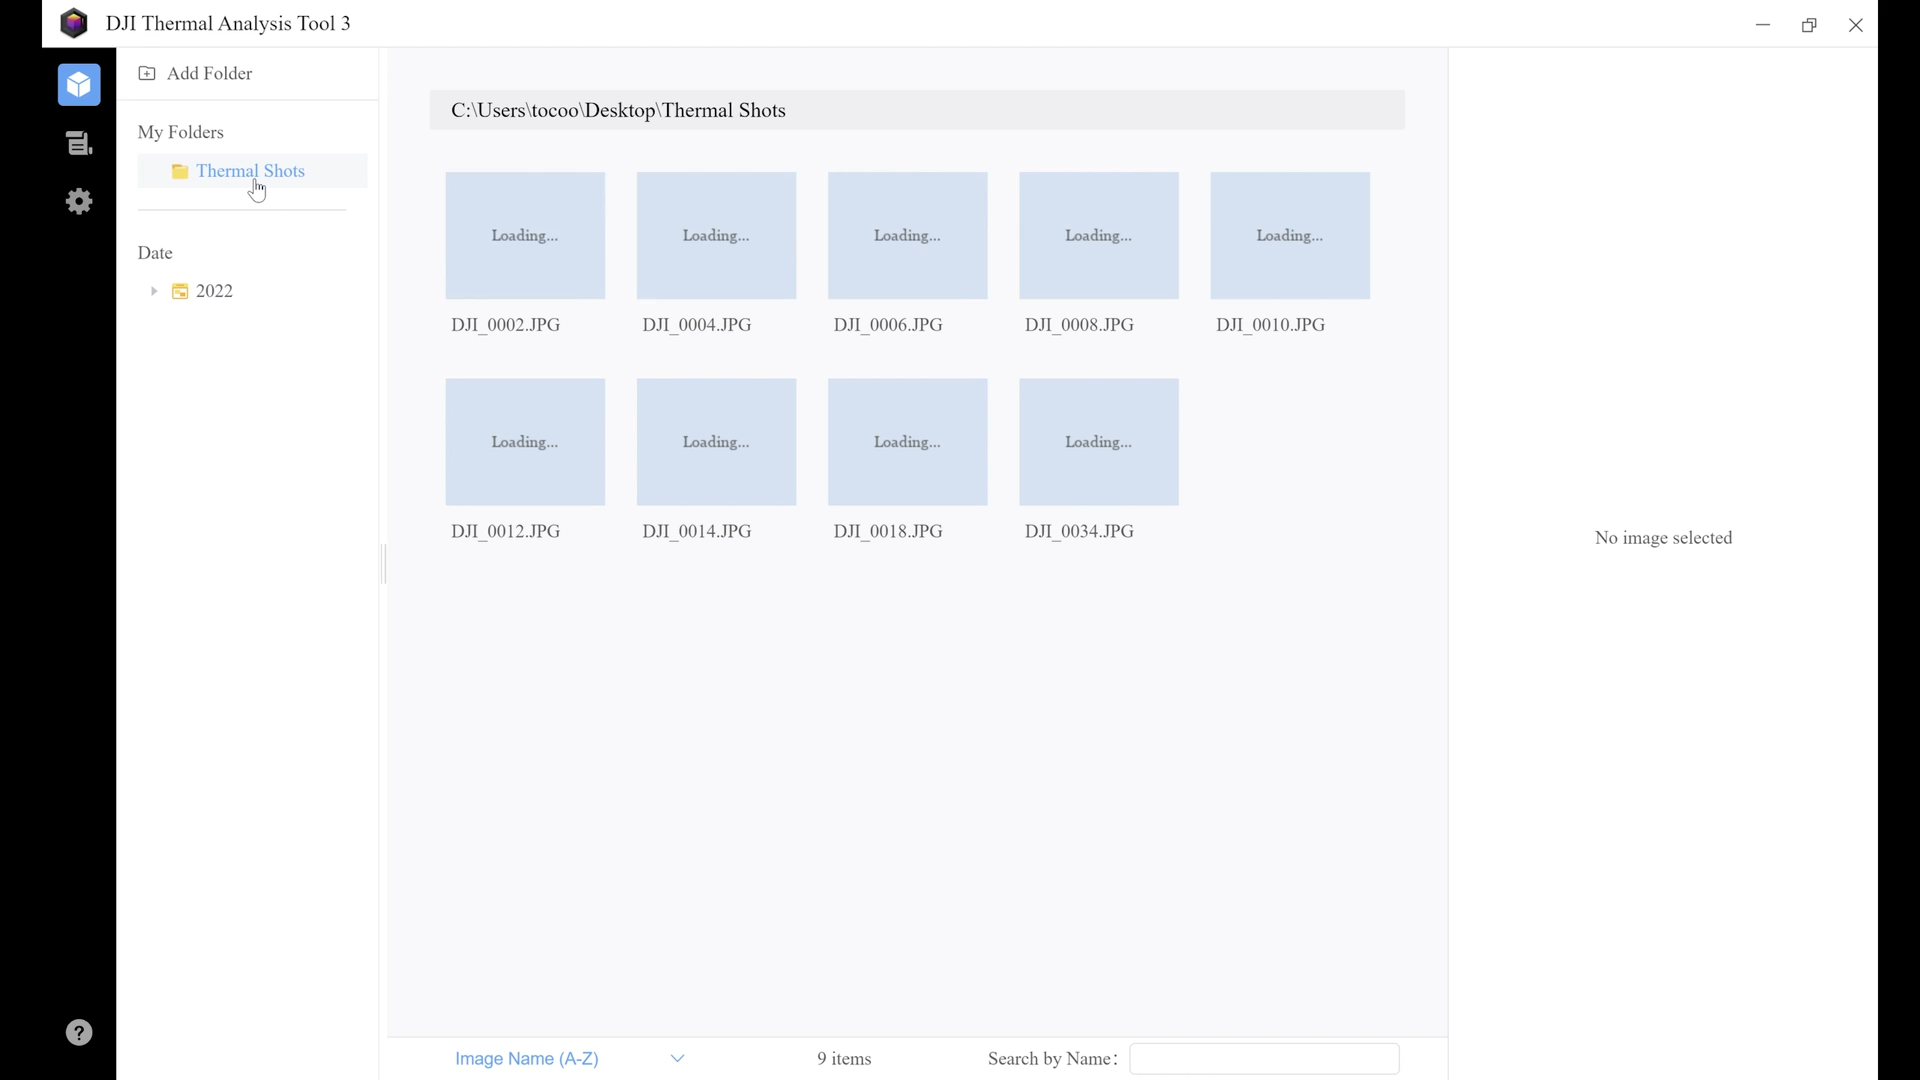 DJI Thermal Analysis Tool 3
Add Folder
My Folders
Thermal Shots
Date
2022
C:\Users\tocoo\Desktop\Thermal Shots
Loading... Loading... Loading... Loading... Loading...
DJI_0002.JPG DJI_0004.JPG DJI_0006.JPG DJI_0008.JPG DJI_0010.JPG
Loading... Loading... Loading... Loading...
DJI_0012.JPG DJI_0014.JPG DJI_0018.JPG DJI_0034.JPG
No image selected
?
Image Name (A-Z) 9 items Search by Name: